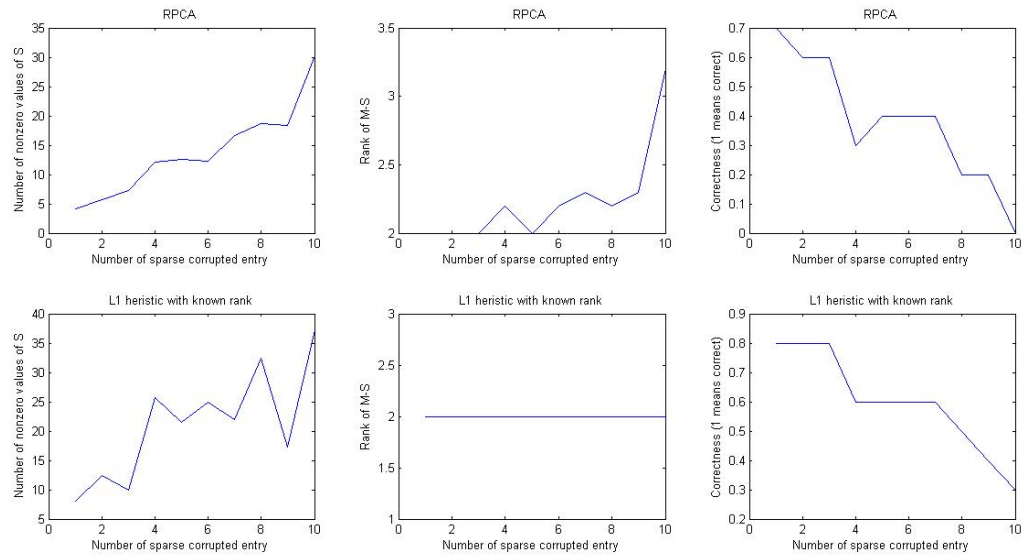 RPCA
RPCA
RPCA
35
30
25
20
15
10
5
0
Number of nonzero values of S
0 2 4 6 8 10
Number of sparse corrupted entry
3.5
3
2.5
2
Rank of M-S
0 2 4 6 8 10
Number of sparse corrupted entry
0.7
0.6
0.5
0.4
0.3
0.2
0.1
0
Correctness (1 means correct)
0 2 4 6 8 10
Number of sparse corrupted entry
L1 heristic with known rank
L1 heristic with known rank
L1 heristic with known rank
40
35
30
25
20
15
10
5
Number of nonzero values of S
0 2 4 6 8 10
Number of sparse corrupted entry
3
2.5
2
1.5
1
Rank of M-S
0 2 4 6 8 10
Number of sparse corrupted entry
0.9
0.8
0.7
0.6
0.5
0.4
0.3
0.2
Correctness (1 means correct)
0 2 4 6 8 10
Number of sparse corrupted entry